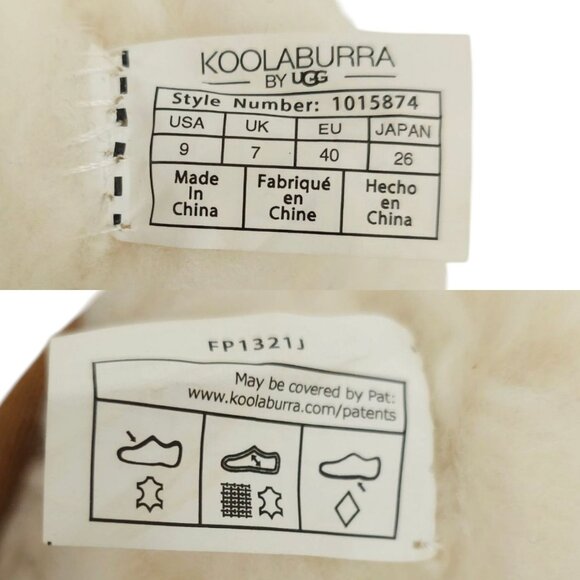 KOOLABURRA
BY UGG
Style Number: 1015874
USA UK EU JAPAN
9 7 40 26
Made in China Fabriqué en Chine Hecho en China
FP1321J
May be covered by Pat:
www.koolaburra.com/patents